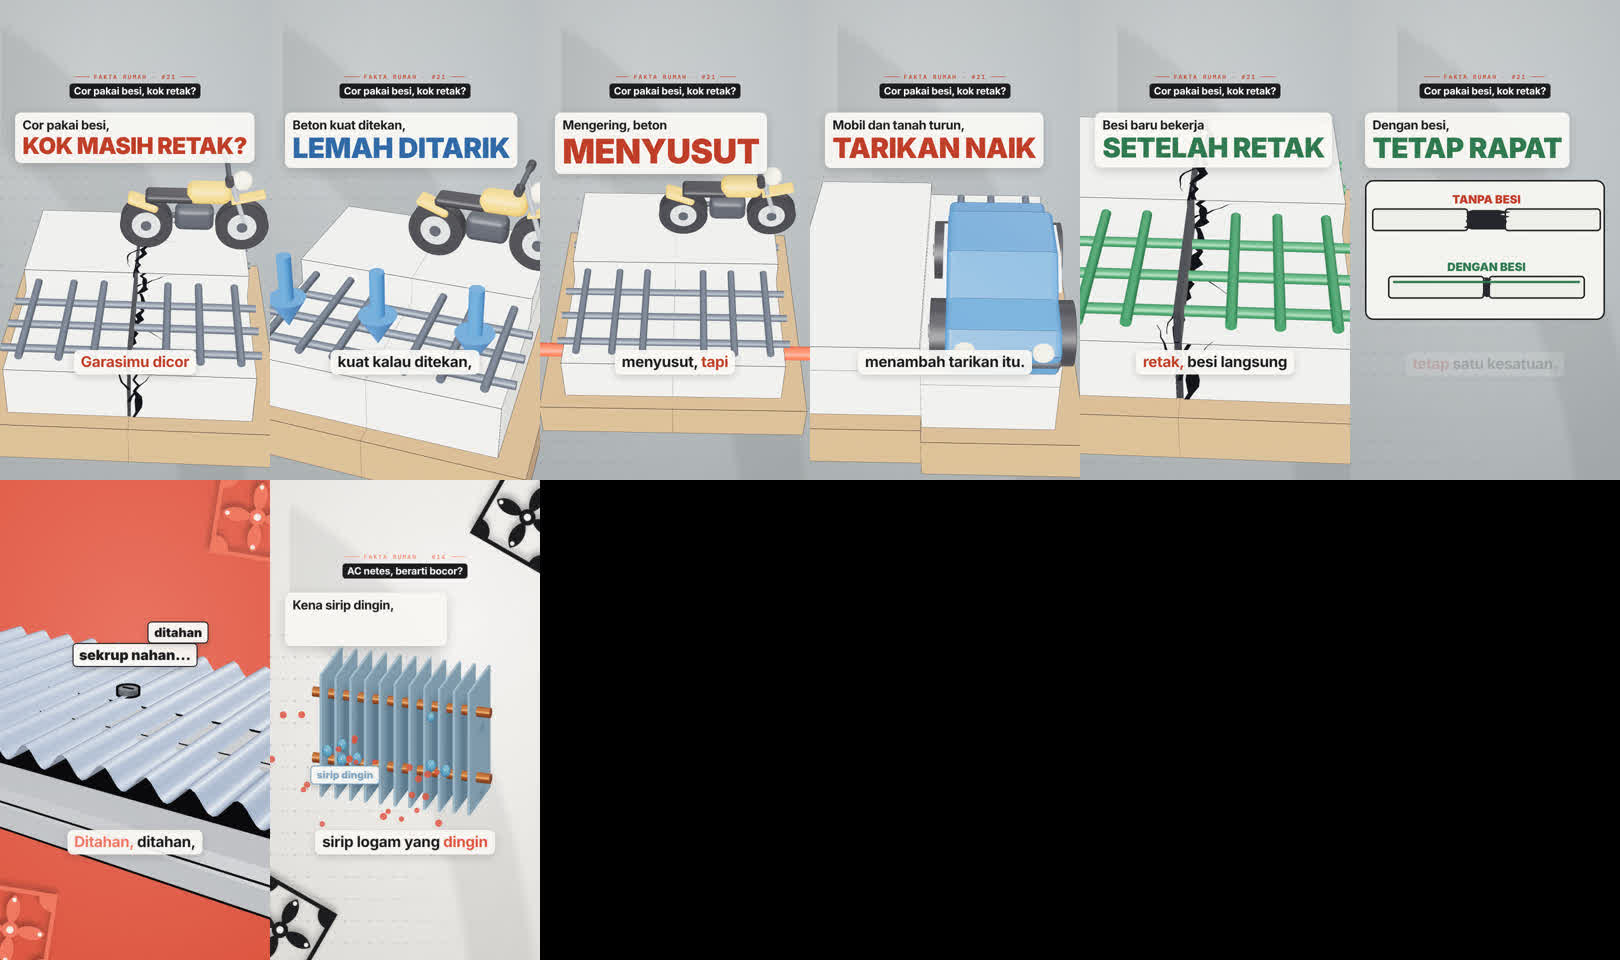 FAKTA RUMAH · #21
Cor pakai besi, kok retak?
Cor pakai besi,
KOK MASIH RETAK?
Garasimu dicor
FAKTA RUMAH · #21
Cor pakai besi, kok retak?
Beton kuat ditekan,
LEMAH DITARIK
kuat kalau ditekan,
FAKTA RUMAH · #21
Cor pakai besi, kok retak?
Mengering, beton
MENYUSUT
menyusut, tapi
FAKTA RUMAH · #21
Cor pakai besi, kok retak?
Mobil dan tanah turun,
TARIKAN NAIK
menambah tarikan itu.
FAKTA RUMAH · #21
Cor pakai besi, kok retak?
Besi baru bekerja
SETELAH RETAK
retak, besi langsung
FAKTA RUMAH · #21
Cor pakai besi, kok retak?
Dengan besi,
TETAP RAPAT
TANPA BESI
DENGAN BESI
tetap satu kesatuan.
ditahan
sekrup nahan...
Ditahan, ditahan,
FAKTA RUMAH · #14
AC netes, berarti bocor?
Kena sirip dingin,
sirip dingin
sirip logam yang dingin